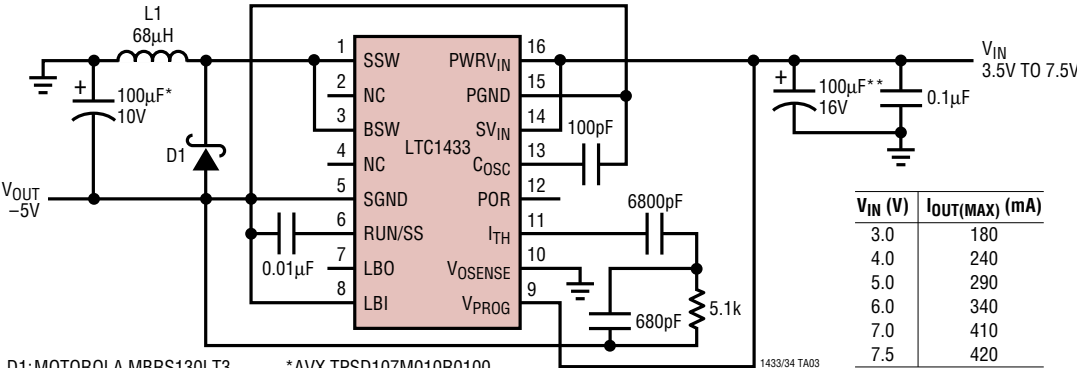 L1
68µH
1 SSW
2 NC
3 BSW
4 NC
5 SGND
6 RUN/SS
7 LBO
8 LBI
LTC1433
PWRVIN 16
PGND 15
SVIN 14
COSC 13
POR 12
ITH 11
VOSENSE 10
VPROG 9
+
100µF*
10V
D1
VOUT
–5V
0.01µF
100pF
6800pF
680pF
5.1k
+
100µF**
16V
0.1µF
VIN
3.5V TO 7.5V
VIN (V) IOUT(MAX) (mA)
3.0 180
4.0 240
5.0 290
6.0 340
7.0 410
7.5 420
1433/34 TA03
D1: MOTOROLA MBRS130LT3 *AVX TPSD107M010R0100